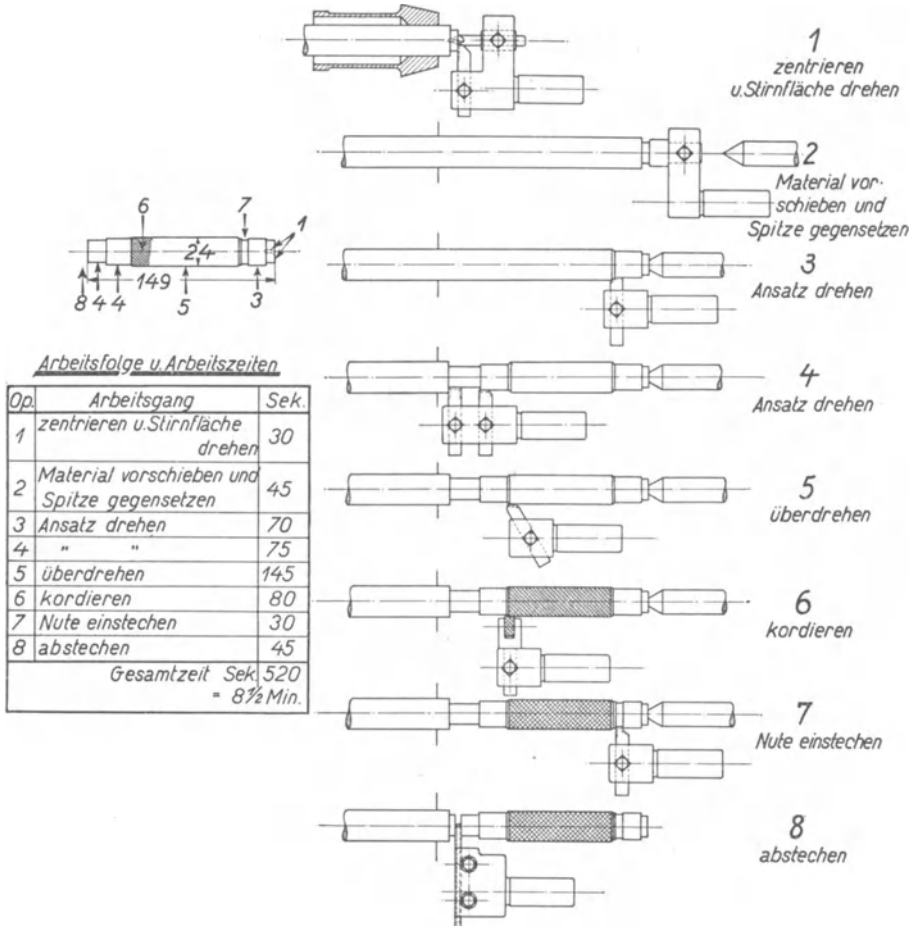 1
zentrieren
u.Stirnfläche drehen
2
Material vor-
schieben und
Spitze gegensetzen
6 7 1
24
149
8 4 4 5 3
3
Ansatz drehen
Arbeitsfolge u. Arbeitszeiten
Op. Arbeitsgang Sek.
1 zentrieren u. Stirnfläche drehen 30
2 Material vorschieben und Spitze gegensetzen 45
3 Ansatz drehen 70
4 " " 75
5 überdrehen 145
6 kordieren 80
7 Nute einstechen 30
8 abstechen 45
Gesamtzeit Sek. 520
= 8½ Min.
4
Ansatz drehen
5
überdrehen
6
kordieren
7
Nute einstechen
8
abstechen